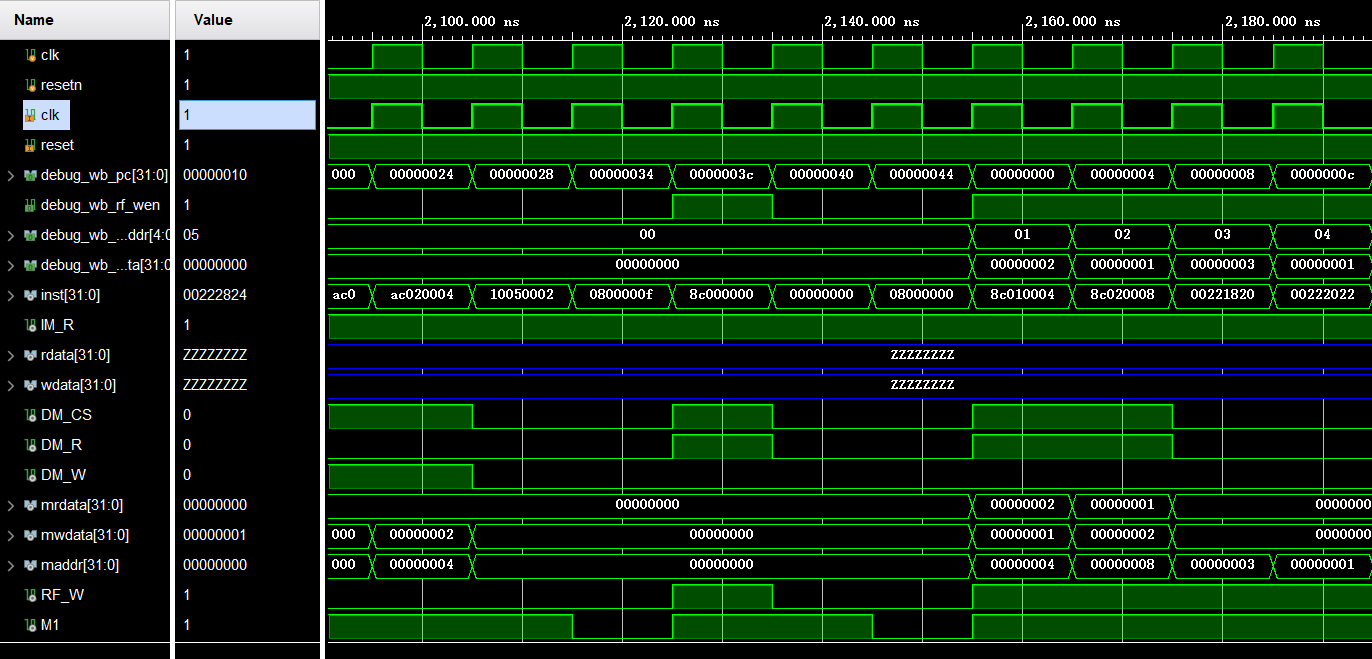 Name Value 2,100.000 ns 2,120.000 ns 2,140.000 ns 2,160.000 ns 2,180.000 ns
clk 1
resetn 1
clk 1
reset 1
debug_wb_pc[31:0] 00000010 000 00000024 00000028 00000034 0000003c 00000040 00000044 00000000 00000004 00000008 0000000c
debug_wb_rf_wen 1
debug_wb_...ddr[4:0 05 00 01 02 03 04
debug_wb_...ta[31:0 00000000 00000000 00000002 00000001 00000003 00000001
inst[31:0] 00222824 ac0 ac020004 10050002 0800000f 8c000000 00000000 08000000 8c010004 8c020008 00221820 00222022
IM_R 1
rdata[31:0] ZZZZZZZZ ZZZZZZZZ
wdata[31:0] ZZZZZZZZ ZZZZZZZZ
DM_CS 0
DM_R 0
DM_W 0
mrdata[31:0] 00000000 00000000 00000002 00000001 0000000
mwdata[31:0] 00000001 000 00000002 00000000 00000001 00000002 0000000
maddr[31:0] 00000000 000 00000004 00000000 00000004 00000008 00000003 00000001
RF_W 1
M1 1